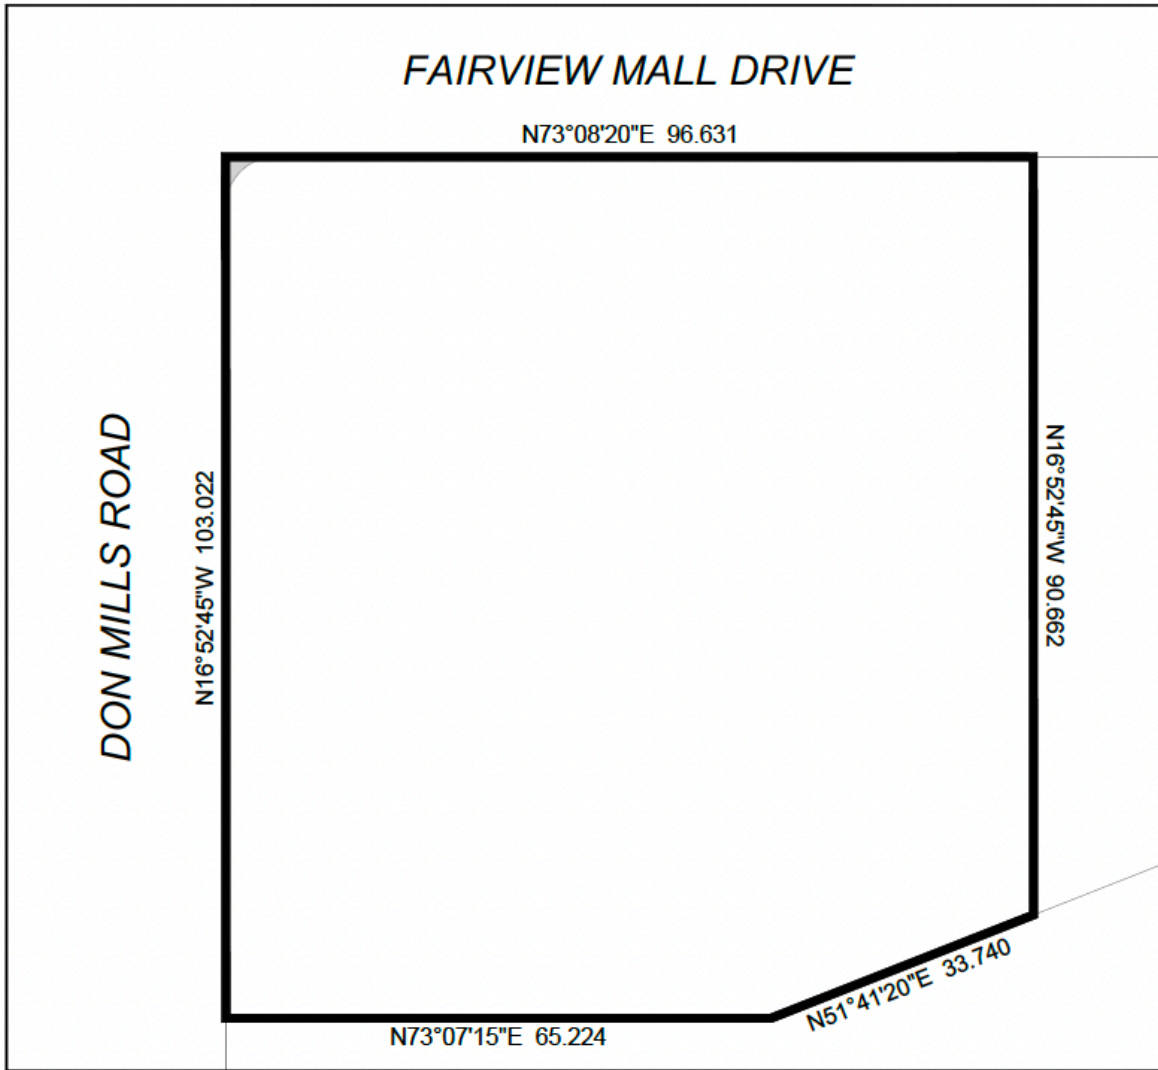 FAIRVIEW MALL DRIVE
N73°08'20"E 96.631
DON MILLS ROAD
N16°52'45"W 103.022
N16°52'45"W 90.662
N51°41'20"E 33.740
N73°07'15"E 65.224